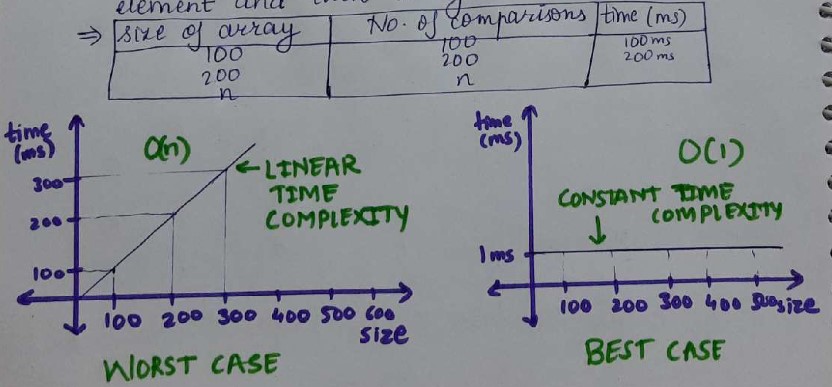 element and
⇒ size of array No. of comparisons time (ms)
100 100 100 ms
200 200 200 ms
n n
time (ms)
O(n)
300
200
100
← LINEAR
TIME
COMPLEXITY
100 200 300 400 500 600
size
WORST CASE
time (ms)
O(1)
CONSTANT TIME
COMPLEXITY
1 ms
100 200 300 400 500 size
BEST CASE